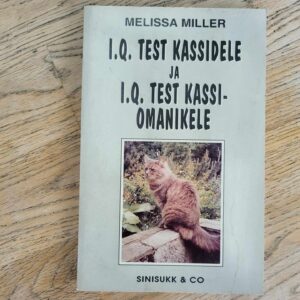 MELISSA MILLER
I.Q. TEST KASSIDELE
JA
I.Q. TEST KASSI-
OMANIKELE
SINISUKK & CO